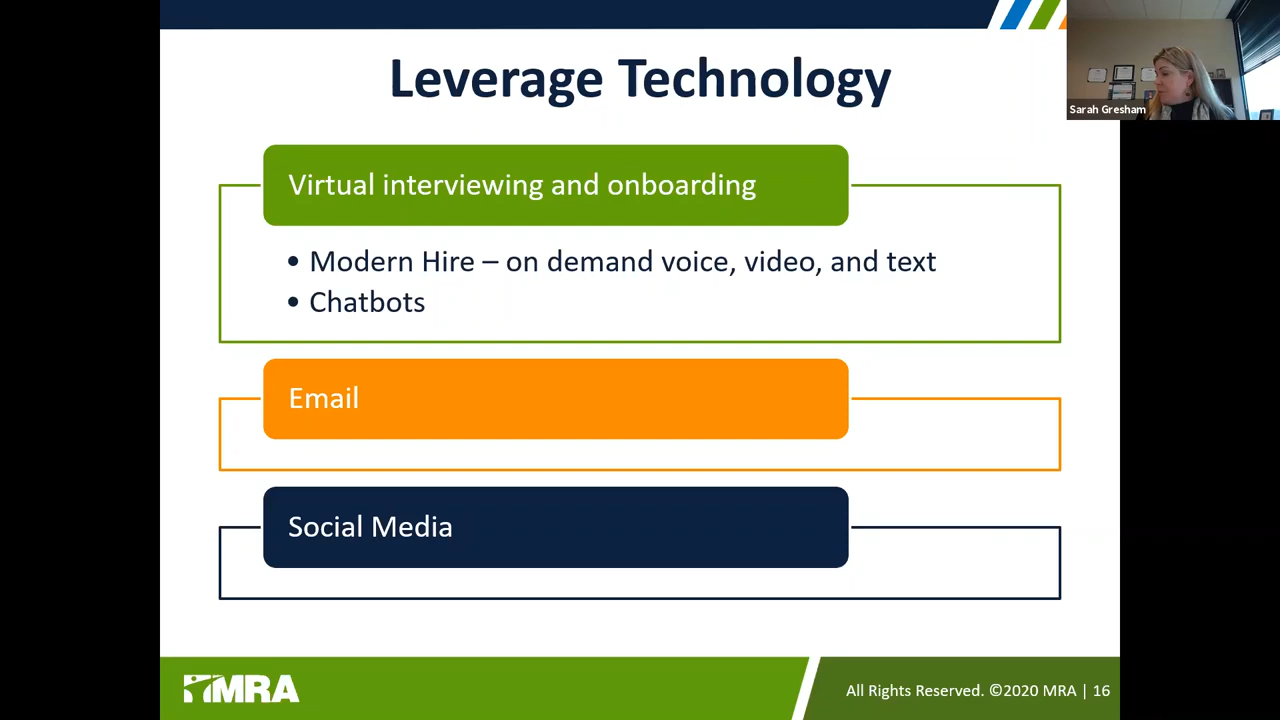 Leverage Technology
Sarah Gresham
Virtual interviewing and onboarding
• Modern Hire – on demand voice, video, and text
• Chatbots
Email
Social Media
MRA
All Rights Reserved. ©2020 MRA | 16